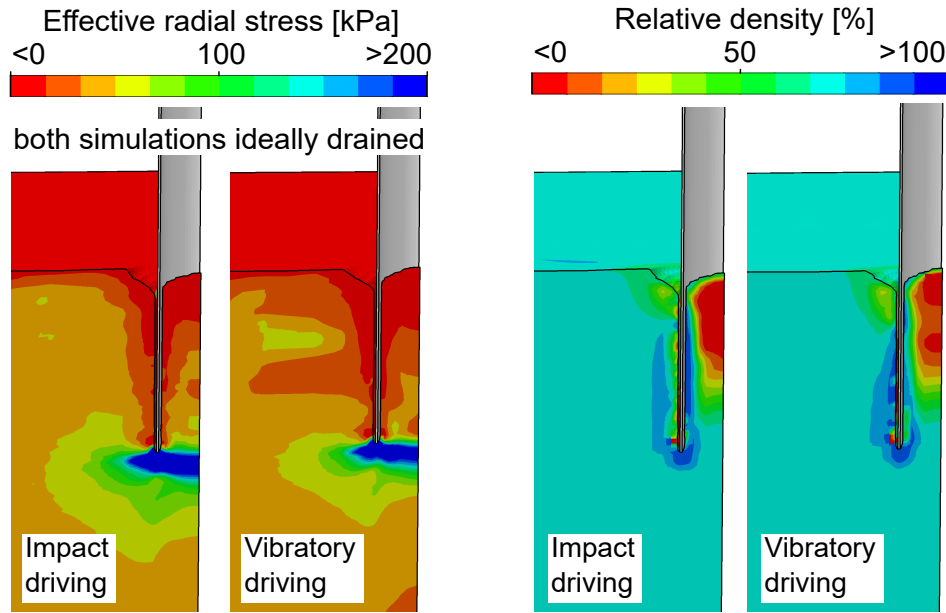 Effective radial stress [kPa]
<0 100 >200
both simulations ideally drained
Impact
driving
Vibratory
driving
Relative density [%]
<0 50 >100
Impact
driving
Vibratory
driving